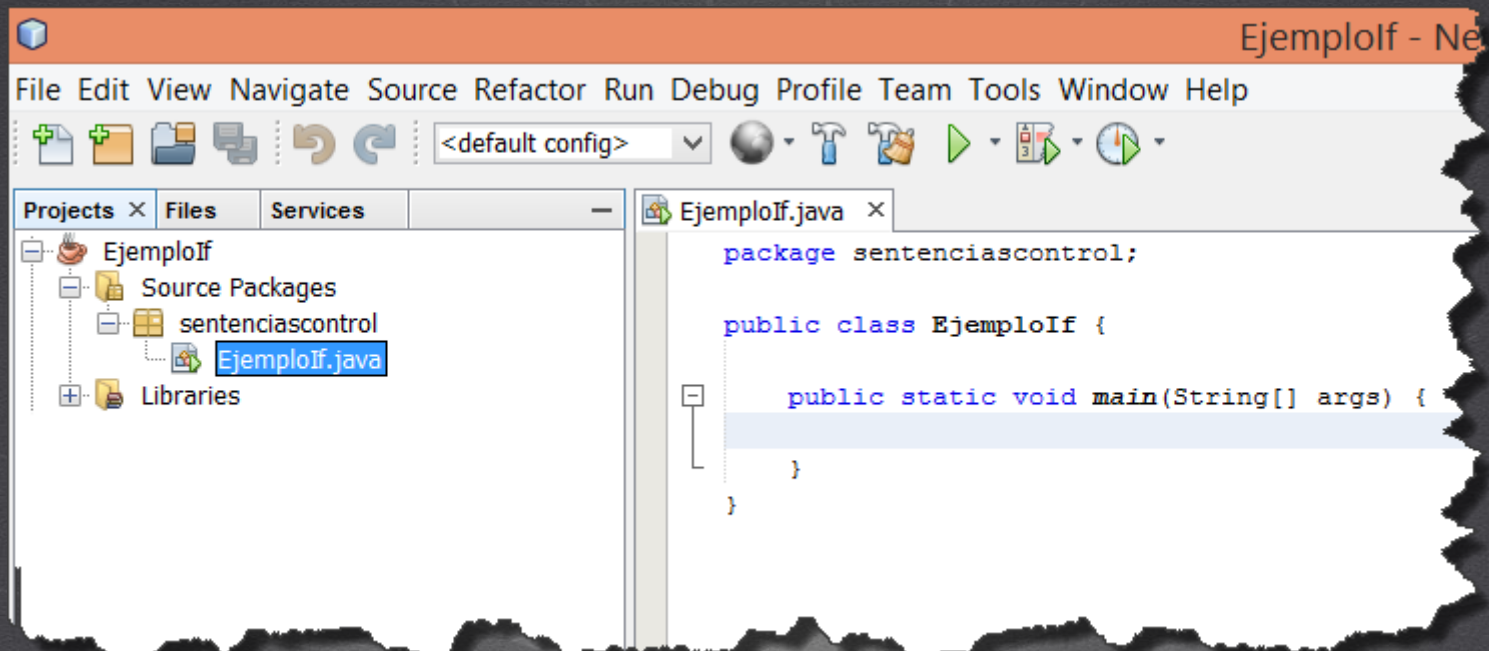 EjemploIf - Ne
File Edit View Navigate Source Refactor Run Debug Profile Team Tools Window Help
<default config>
Projects Files Services
EjemploIf
Source Packages
sentenciascontrol
EjemploIf.java
Libraries
EjemploIf.java
package sentenciascontrol;
public class EjemploIf {
public static void main(String[] args) {
}
}